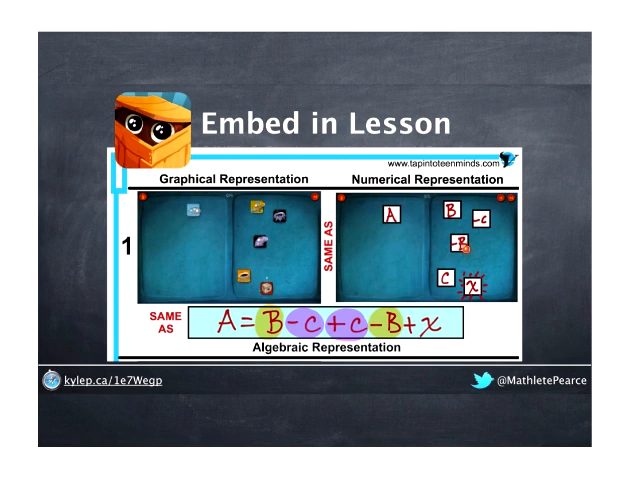 Embed in Lesson
www.tapintoteenminds.com
Graphical Representation
Numerical Representation
1
SAME AS
A
B
-c
-B
C
x
SAME AS
A = B - c + c - B + x
Algebraic Representation
kylep.ca/1e7Wegp
@MathletePearce